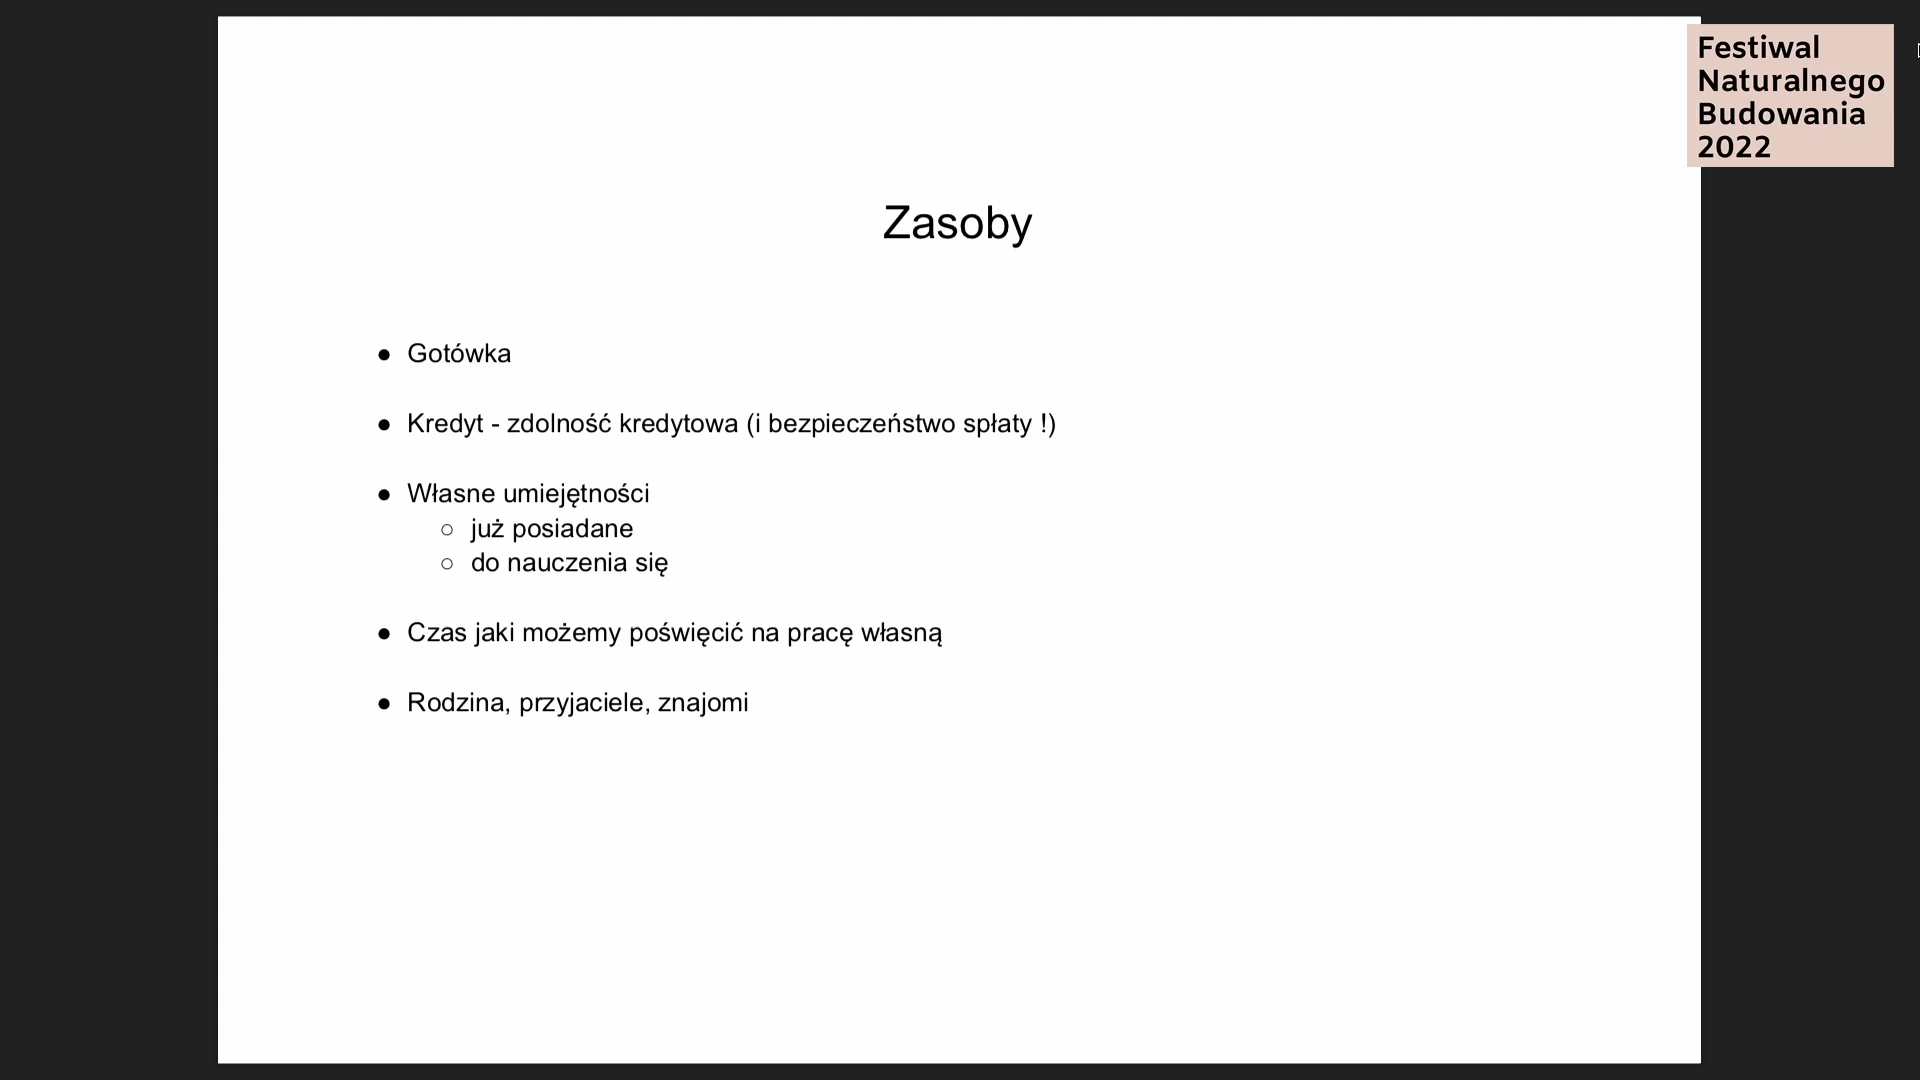 Festiwal
Naturalnego
Budowania
2022
Zasoby
● Gotówka
● Kredyt - zdolność kredytowa (i bezpieczeństwo spłaty !)
● Własne umiejętności
○ już posiadane
○ do nauczenia się
● Czas jaki możemy poświęcić na pracę własną
● Rodzina, przyjaciele, znajomi